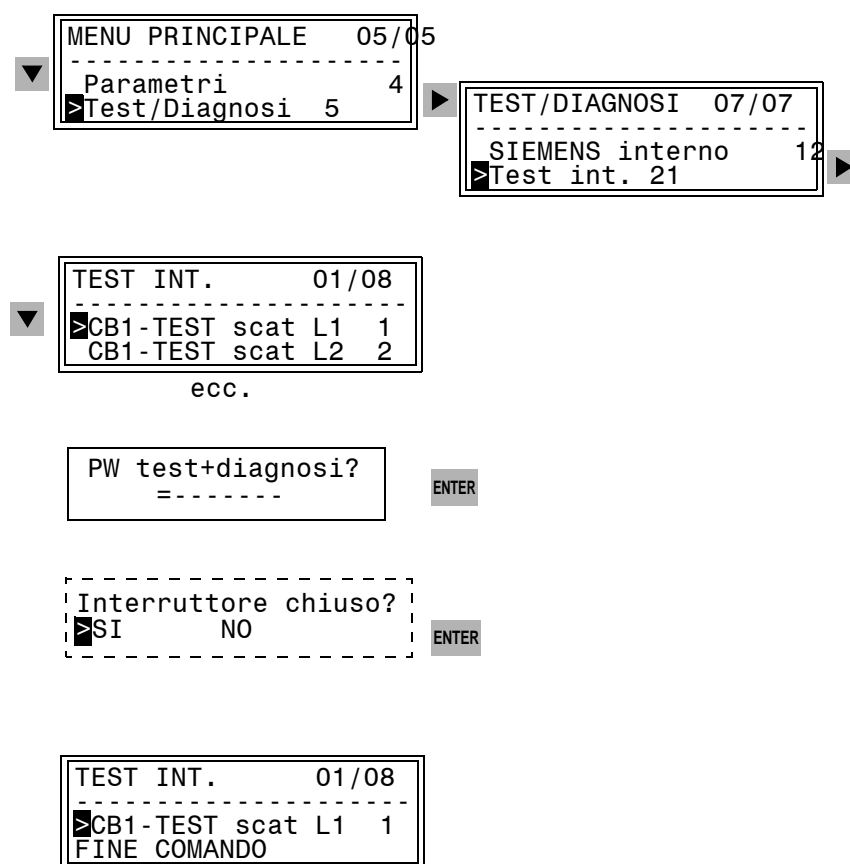 MENU PRINCIPALE 05/05
---------------------
Parametri 4
>Test/Diagnosi 5
TEST/DIAGNOSI 07/07
---------------------
SIEMENS interno 12
>Test int. 21
TEST INT. 01/08
---------------------
>CB1-TEST scat L1 1
CB1-TEST scat L2 2
ecc.
PW test+diagnosi?
=-------
ENTER
Interruttore chiuso?
>SI NO
ENTER
TEST INT. 01/08
---------------------
>CB1-TEST scat L1 1
FINE COMANDO